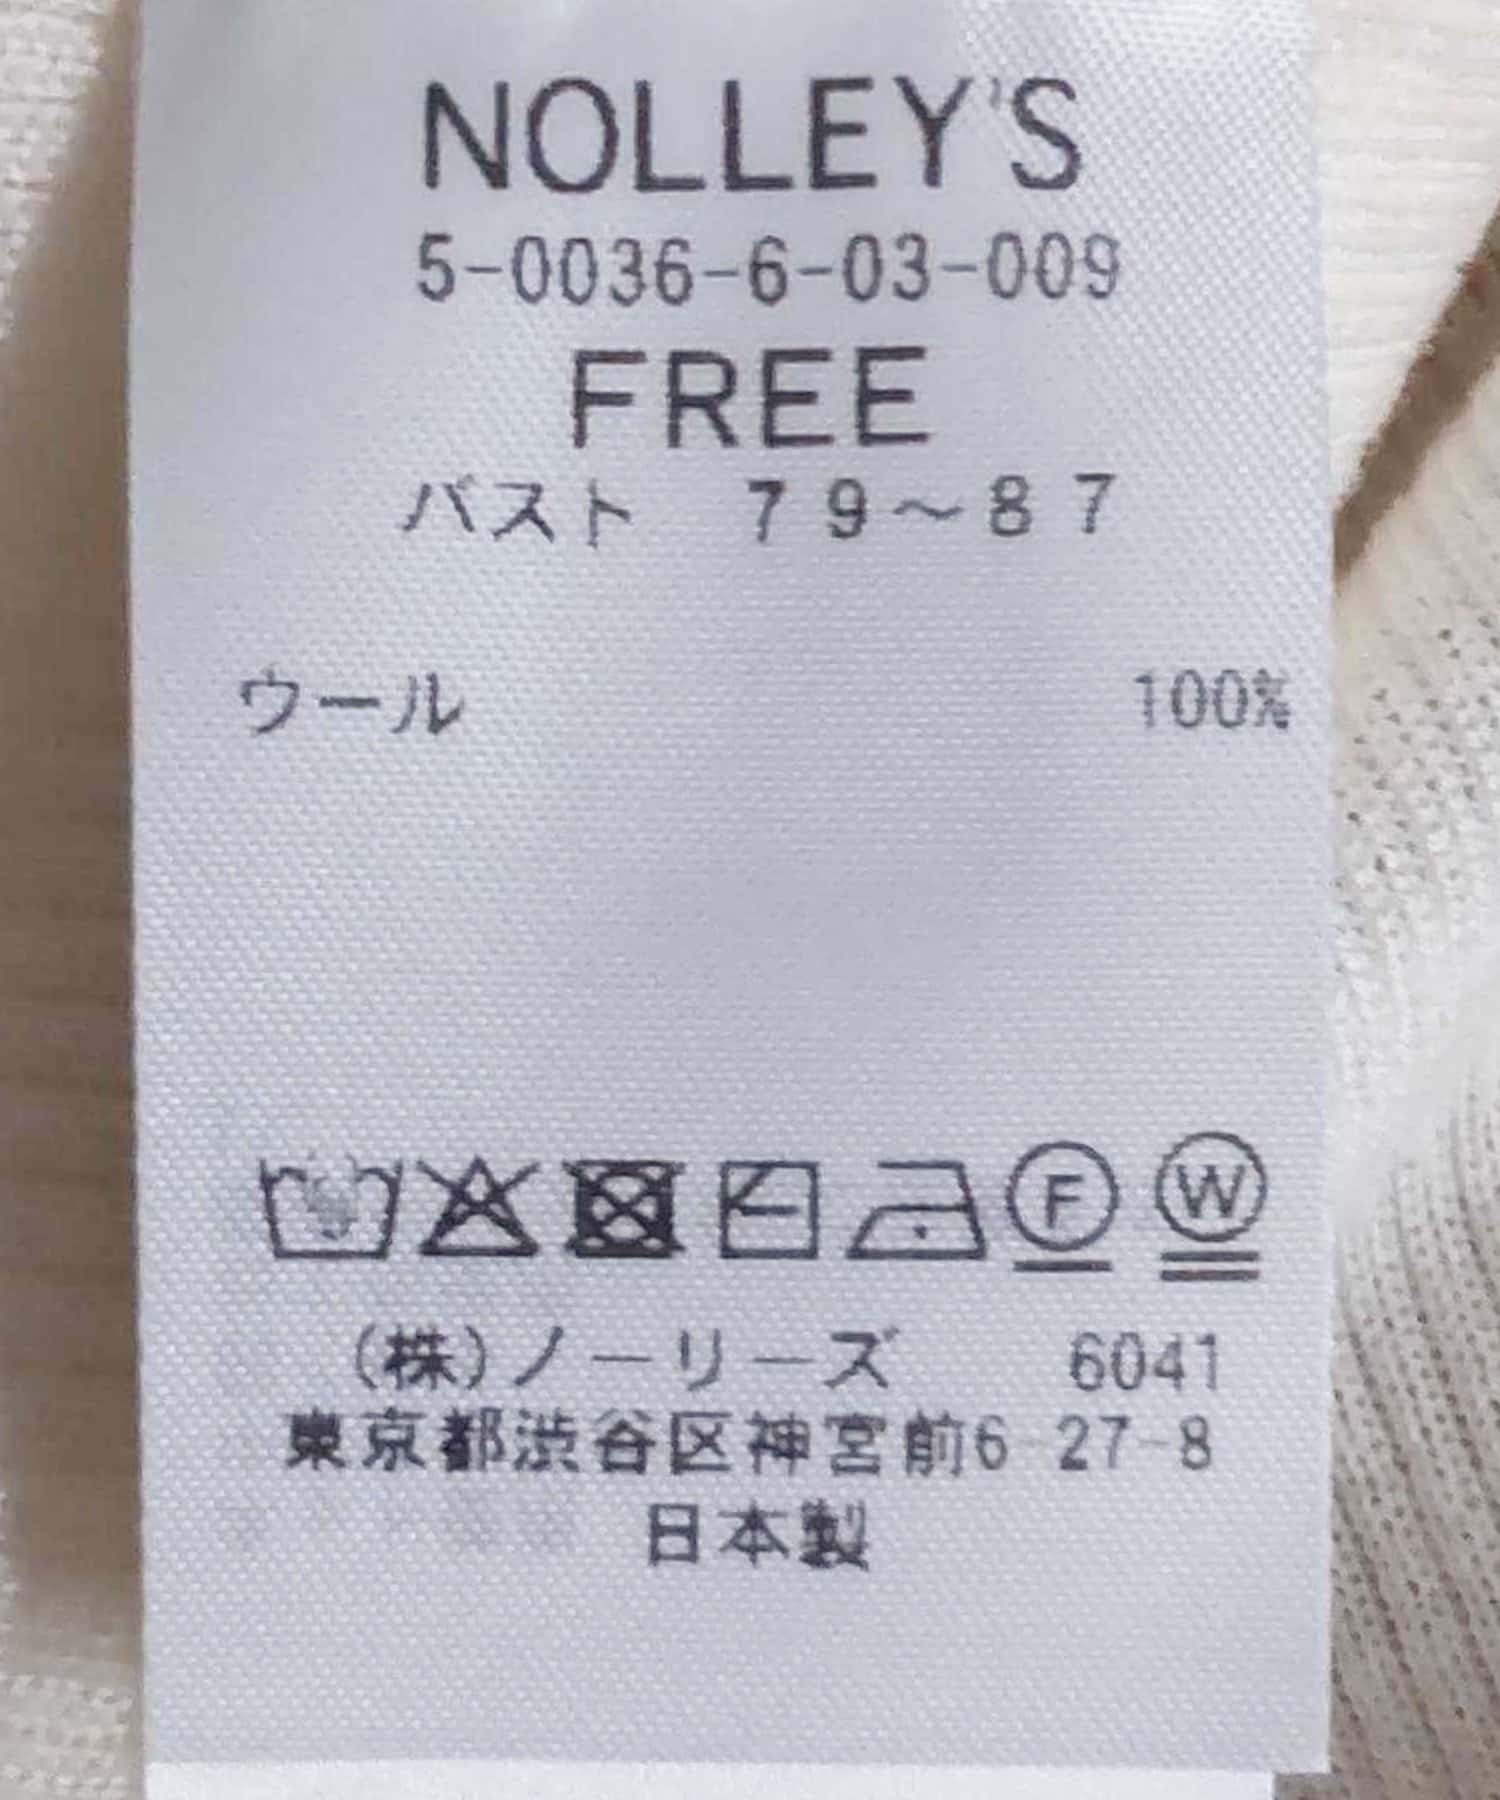 NOLLEY'S
5-0036-6-03-009
FREE
バスト 79～87
ウール 100%
F W
(株)ノーリーズ 6041
東京都渋谷区神宮前6-27-8
日本製